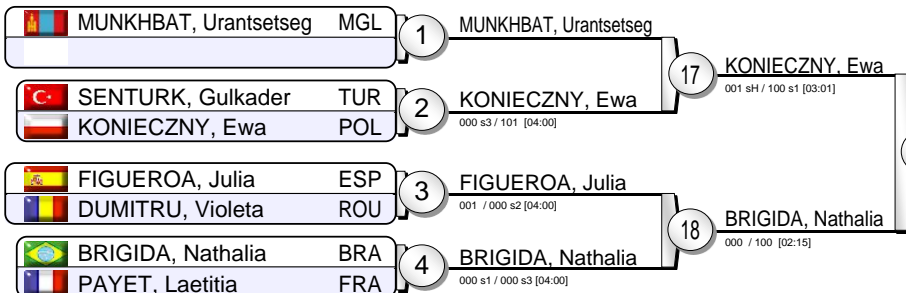 MUNKHBAT, Urantsetseg MGL
1
MUNKHBAT, Urantsetseg
SENTURK, Gulkader TUR
KONIECZNY, Ewa POL
2
KONIECZNY, Ewa
000 s3 / 101 [04:00]
17
KONIECZNY, Ewa
001 sH / 100 s1 [03:01]
FIGUEROA, Julia ESP
DUMITRU, Violeta ROU
3
FIGUEROA, Julia
001 / 000 s2 [04:00]
BRIGIDA, Nathalia BRA
PAYET, Laetitia FRA
4
BRIGIDA, Nathalia
000 s1 / 000 s3 [04:00]
18
BRIGIDA, Nathalia
000 / 100 [02:15]